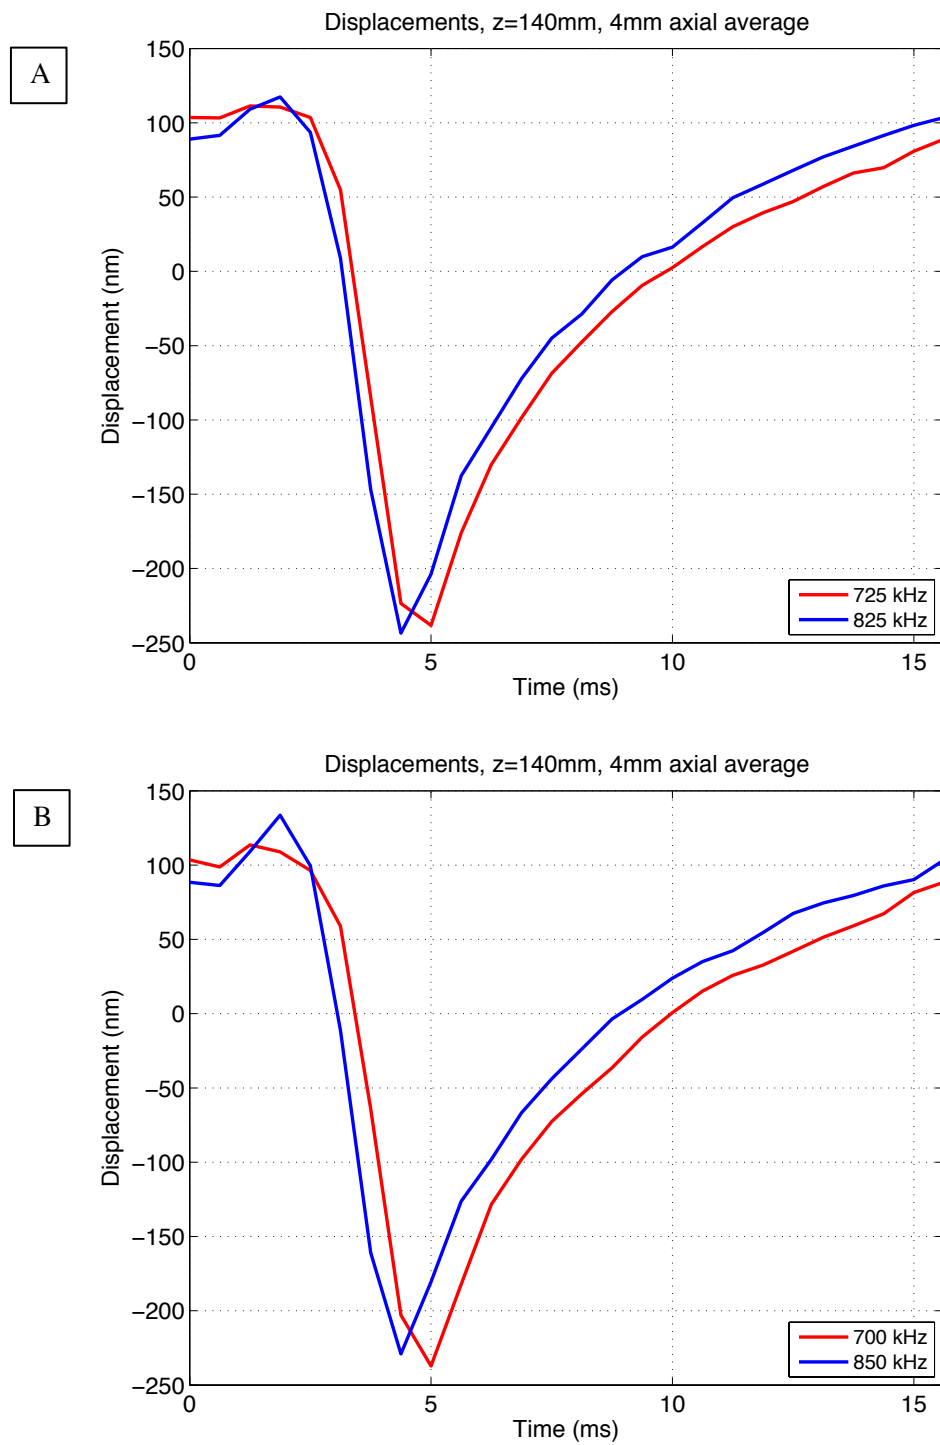 Displacements, z=140mm, 4mm axial average
A
150
100
50
0
−50
−100
−150
−200
−250
Displacement (nm)
725 kHz
825 kHz
0 5 10 15
Time (ms)
Displacements, z=140mm, 4mm axial average
B
150
100
50
0
−50
−100
−150
−200
−250
Displacement (nm)
700 kHz
850 kHz
0 5 10 15
Time (ms)